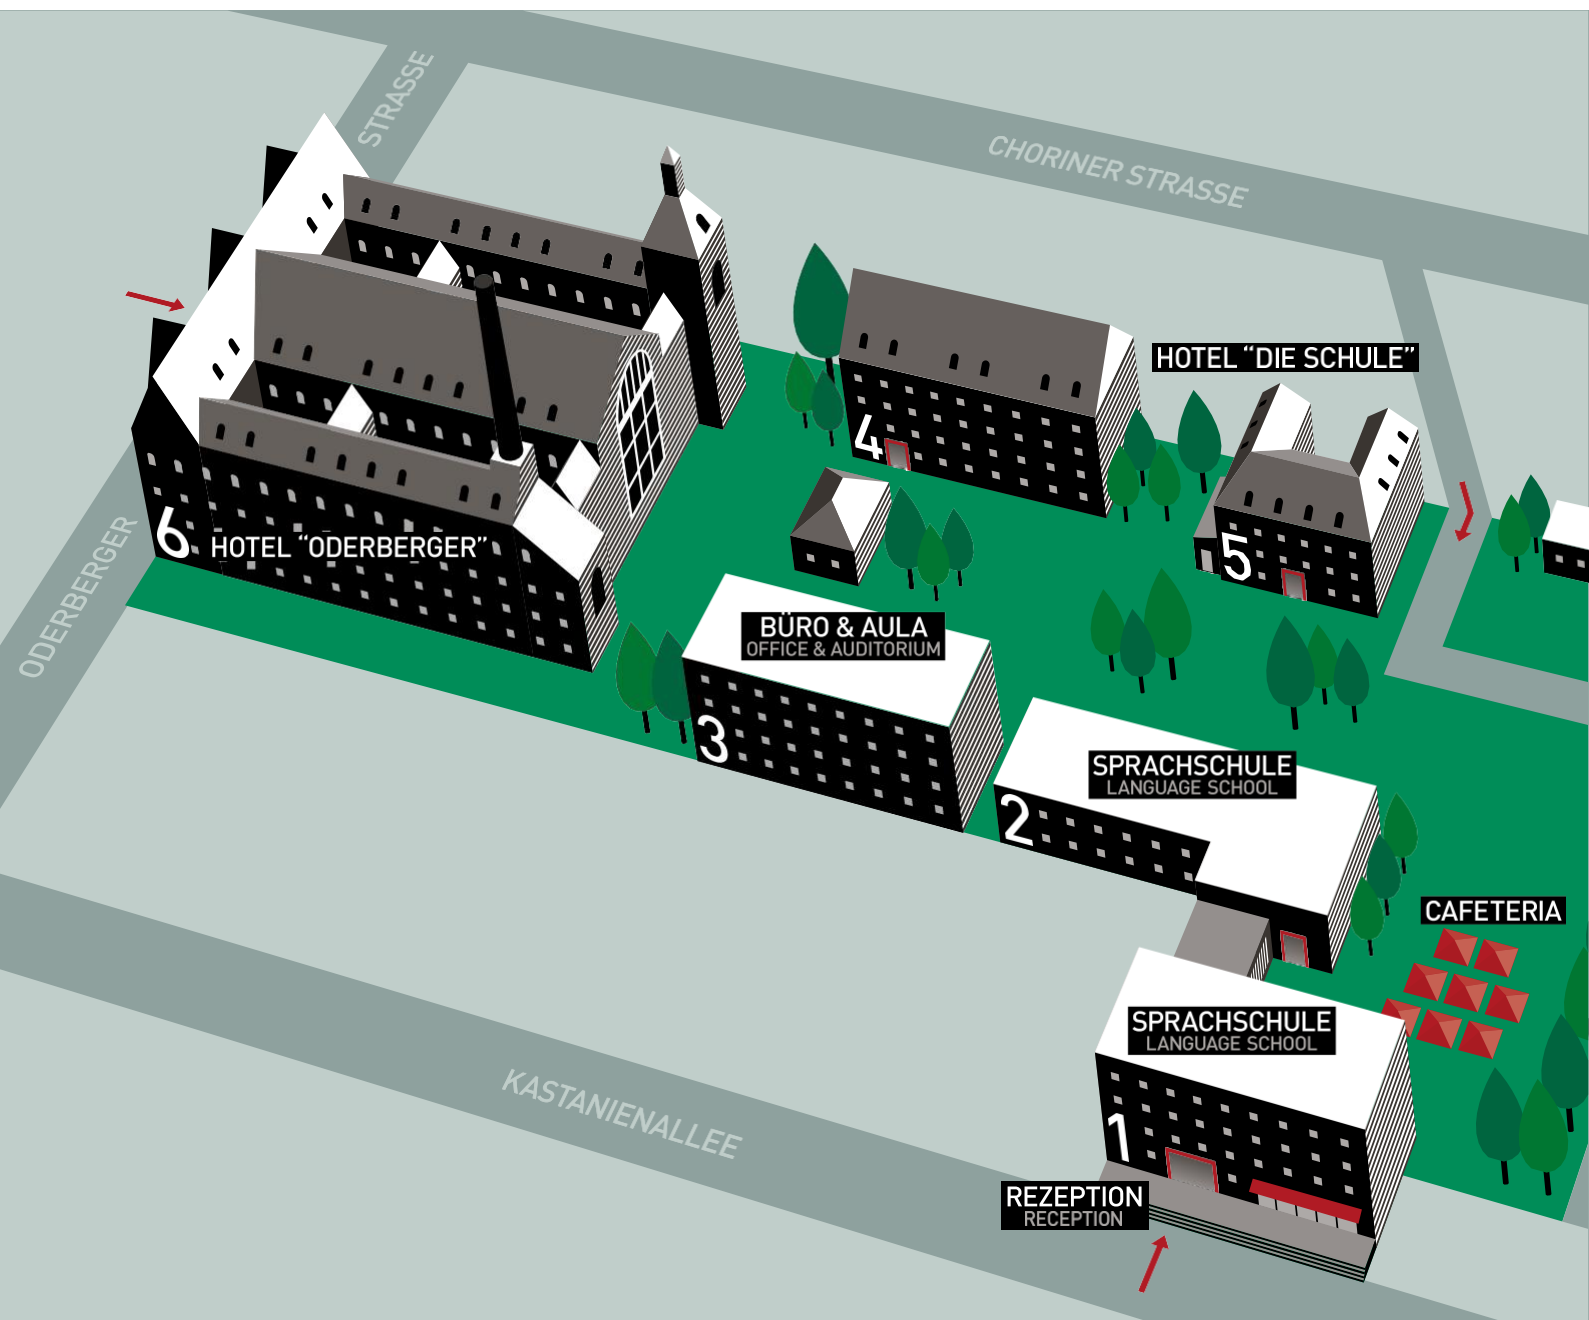 STRASSE
CHORINER STRASSE
HOTEL “DIE SCHULE”
4
5
6
HOTEL “ODERBERGER”
ODERBERGER
BÜRO & AULA
OFFICE & AUDITORIUM
3
SPRACHSCHULE
LANGUAGE SCHOOL
2
CAFETERIA
SPRACHSCHULE
LANGUAGE SCHOOL
1
KASTANIENALLEE
REZEPTION
RECEPTION